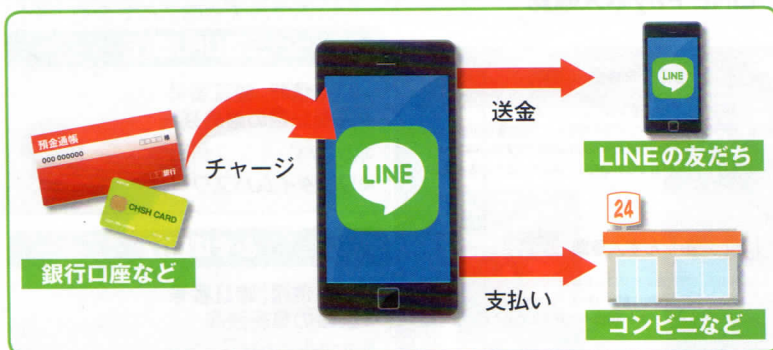 預金通帳
000 000000
銀行
CHSH CARD
銀行口座など
チャージ
LINE
送金
LINE
LINEの友だち
支払い
24
コンビニなど